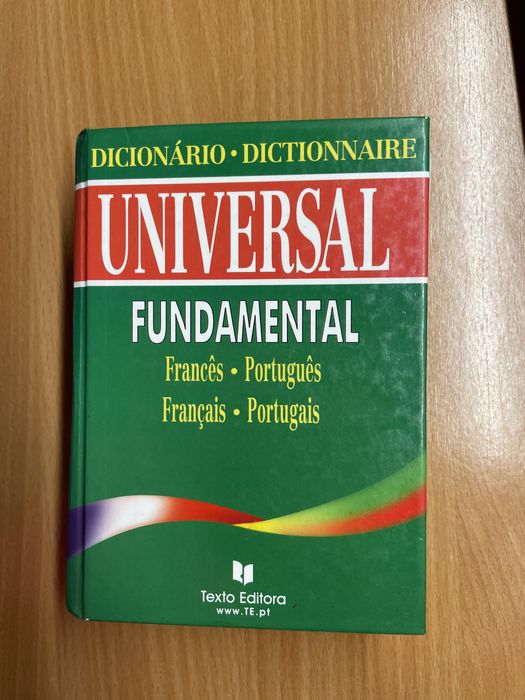 DICIONÁRIO • DICTIONNAIRE
UNIVERSAL
FUNDAMENTAL
Francês • Português
Français • Portugais
Texto Editora
www.TE.pt